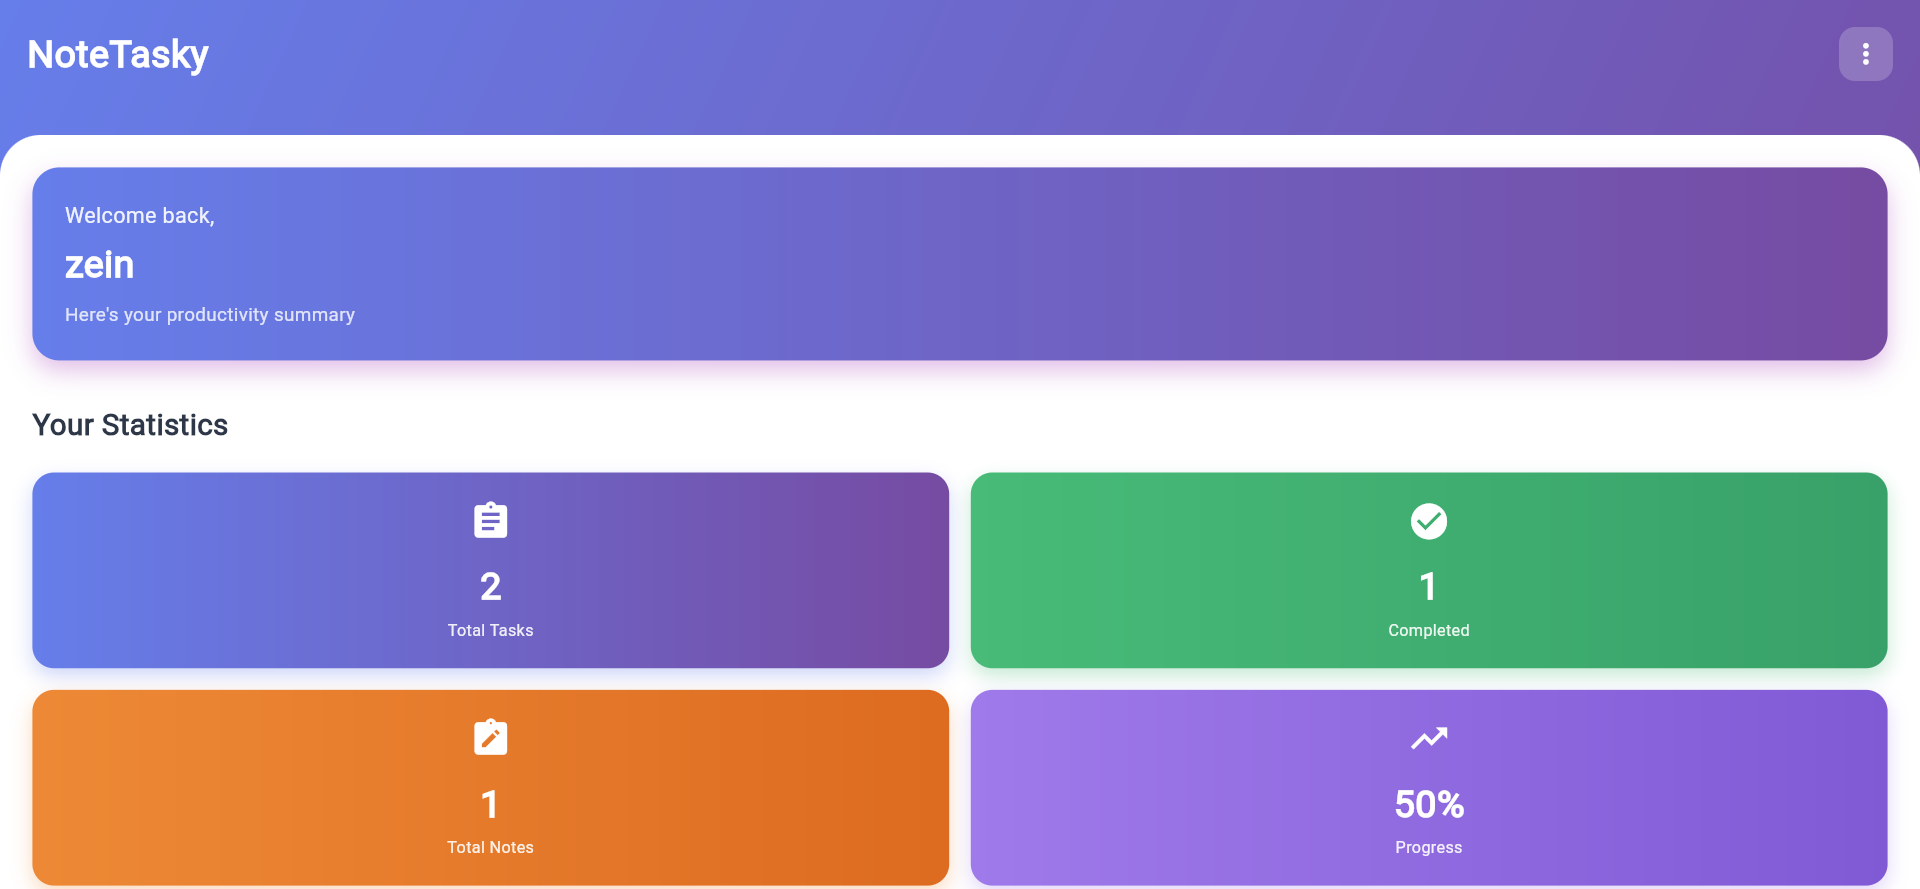 NoteTasky
Welcome back,
zein
Here's your productivity summary
Your Statistics
2
Total Tasks
1
Completed
1
Total Notes
50%
Progress